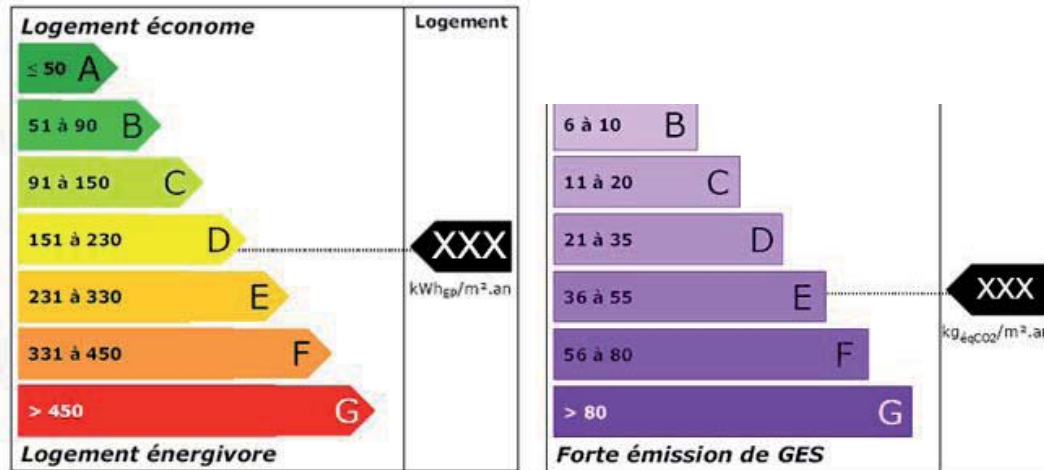 Logement économe
Logement
≤ 50 A
51 à 90 B
91 à 150 C
151 à 230 D
XXX
kWhEP/m².an
231 à 330 E
331 à 450 F
> 450 G
Logement énergivore
6 à 10 B
11 à 20 C
21 à 35 D
36 à 55 E
XXX
kgéqCO2/m².an
56 à 80 F
> 80 G
Forte émission de GES